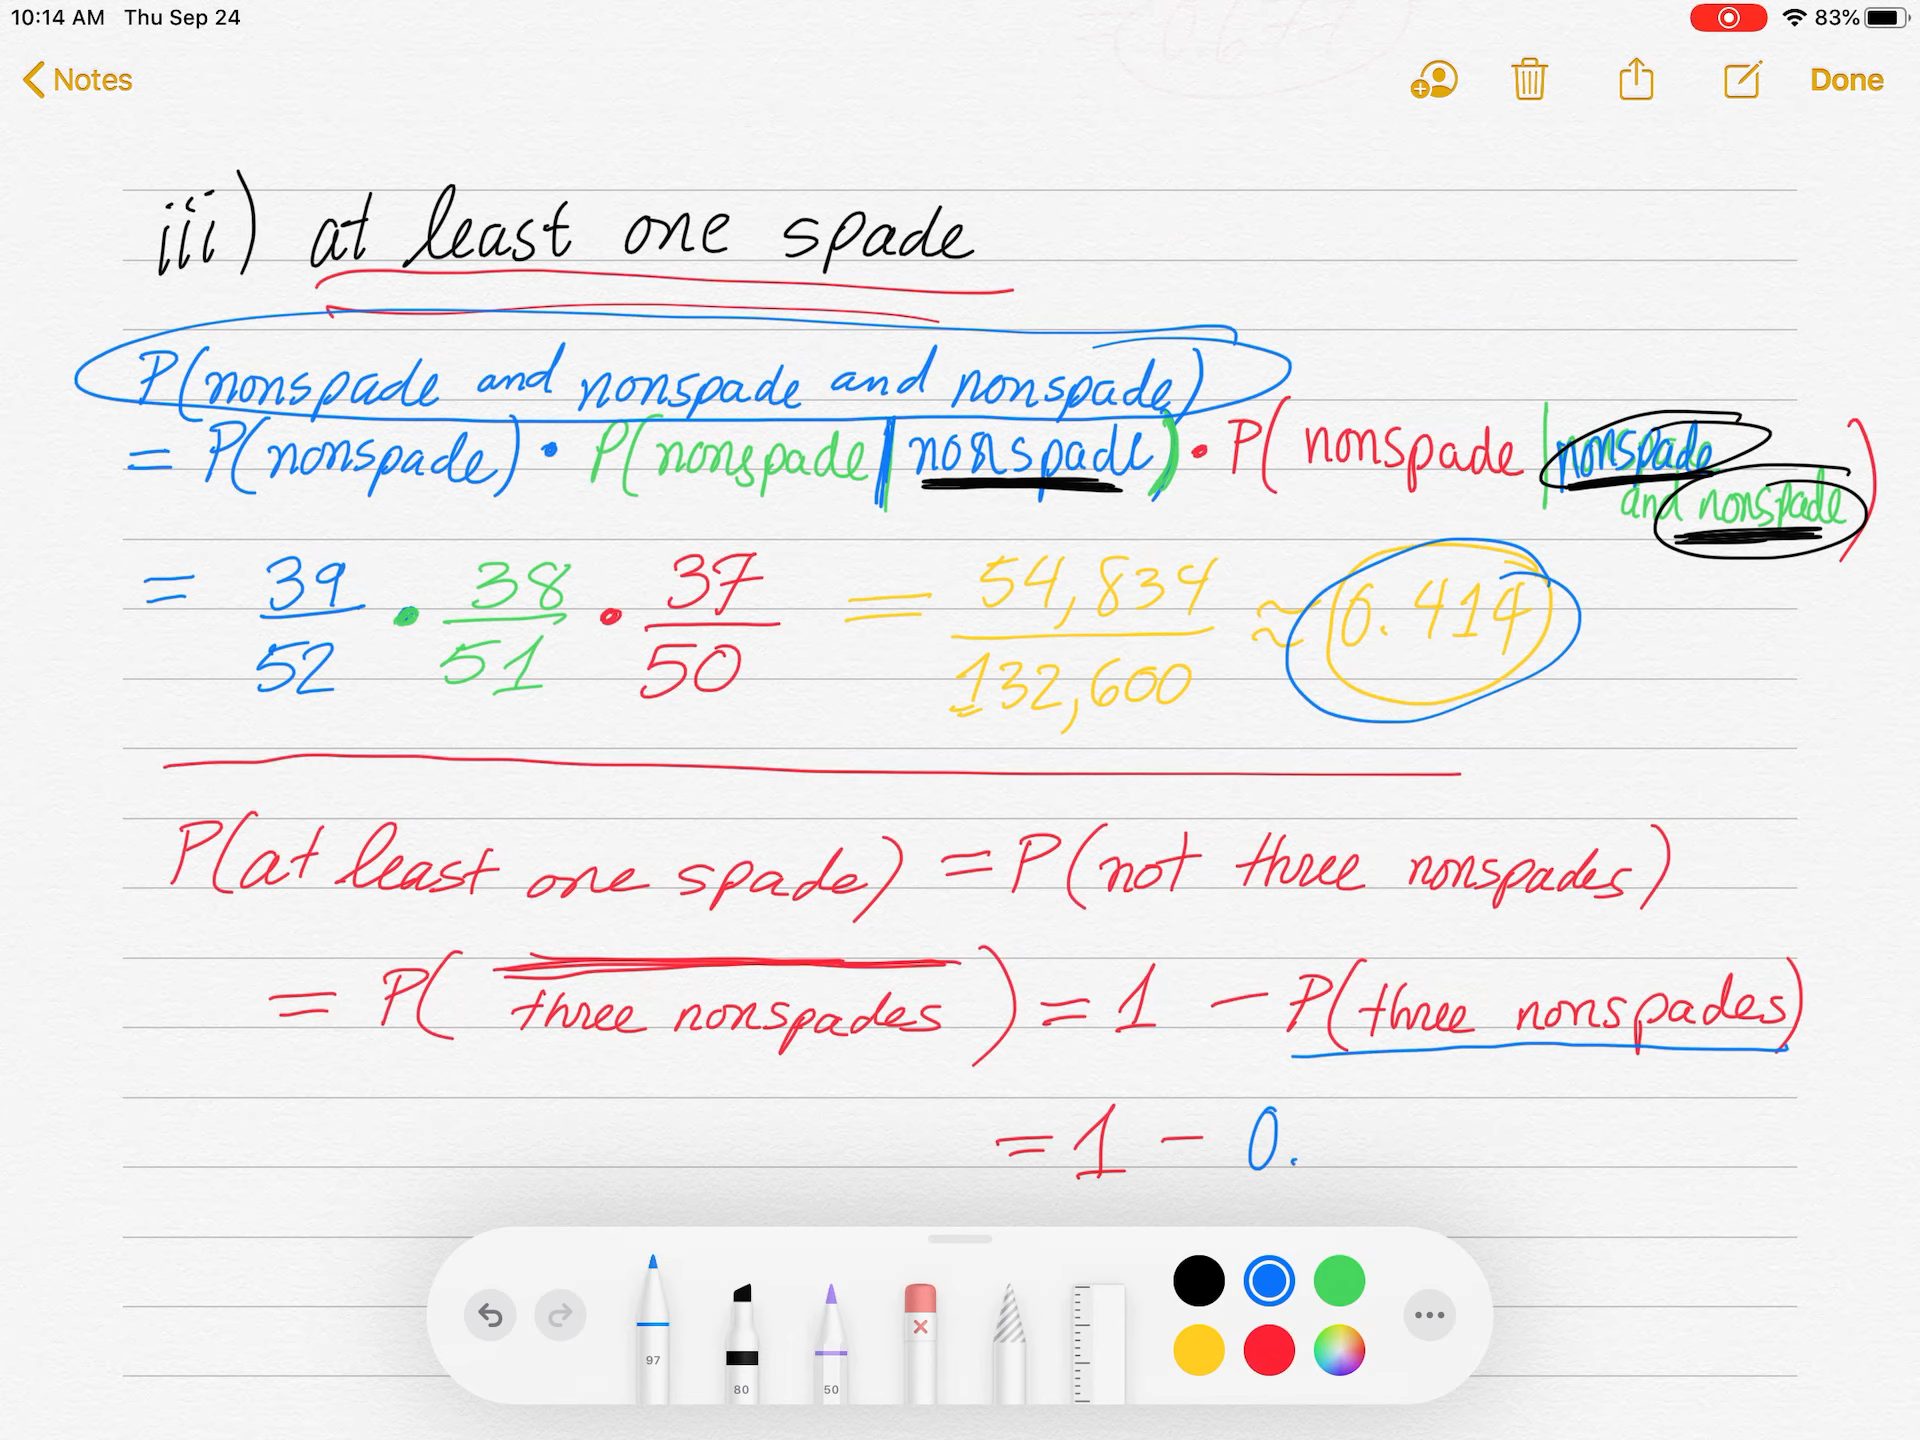 10:14 AM Thu Sep 24 83%
Notes Done
iii) at least one spade
P(nonspade and nonspade and nonspade)
= P(nonspade) · P(nonspade | nonspade) · P( nonspade | nonspade
and nonspade )
= 39/52 · 38/51 · 37/50 = 54,834/132,600 ≈ 0.414
P(at least one spade) = P(not three nonspades)
= P( three nonspades ) = 1 - P(three nonspades)
= 1 - 0.
97
80
50